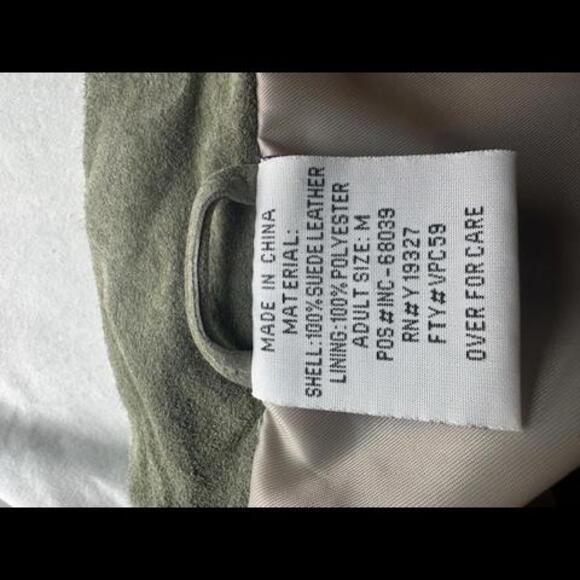 MADE IN CHINA
MATERIAL:
SHELL:100% SUEDE LEATHER
LINING:100% POLYESTER
ADULT SIZE: M
POS #INC-68039
RN#Y19327
FTY#VPC59
OVER FOR CARE